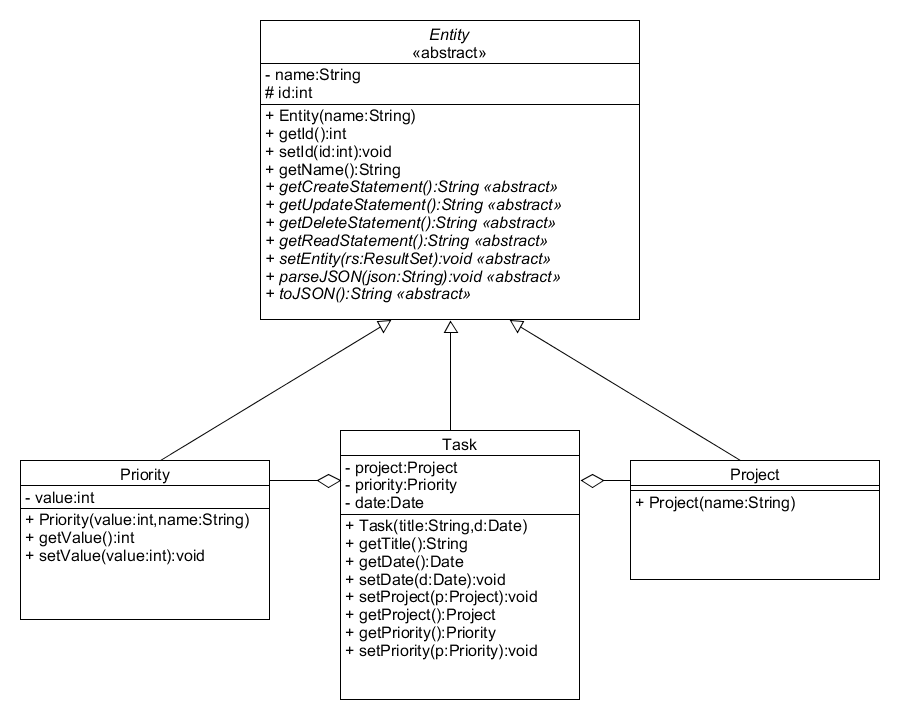 Entity
«abstract»
- name:String
# id:int
+ Entity(name:String)
+ getId():int
+ setId(id:int):void
+ getName():String
+ getCreateStatement():String «abstract»
+ getUpdateStatement():String «abstract»
+ getDeleteStatement():String «abstract»
+ getReadStatement():String «abstract»
+ setEntity(rs:ResultSet):void «abstract»
+ parseJSON(json:String):void «abstract»
+ toJSON():String «abstract»
Priority
- value:int
+ Priority(value:int,name:String)
+ getValue():int
+ setValue(value:int):void
Task
- project:Project
- priority:Priority
- date:Date
+ Task(title:String,d:Date)
+ getTitle():String
+ getDate():Date
+ setDate(d:Date):void
+ setProject(p:Project):void
+ getProject():Project
+ getPriority():Priority
+ setPriority(p:Priority):void
Project
+ Project(name:String)